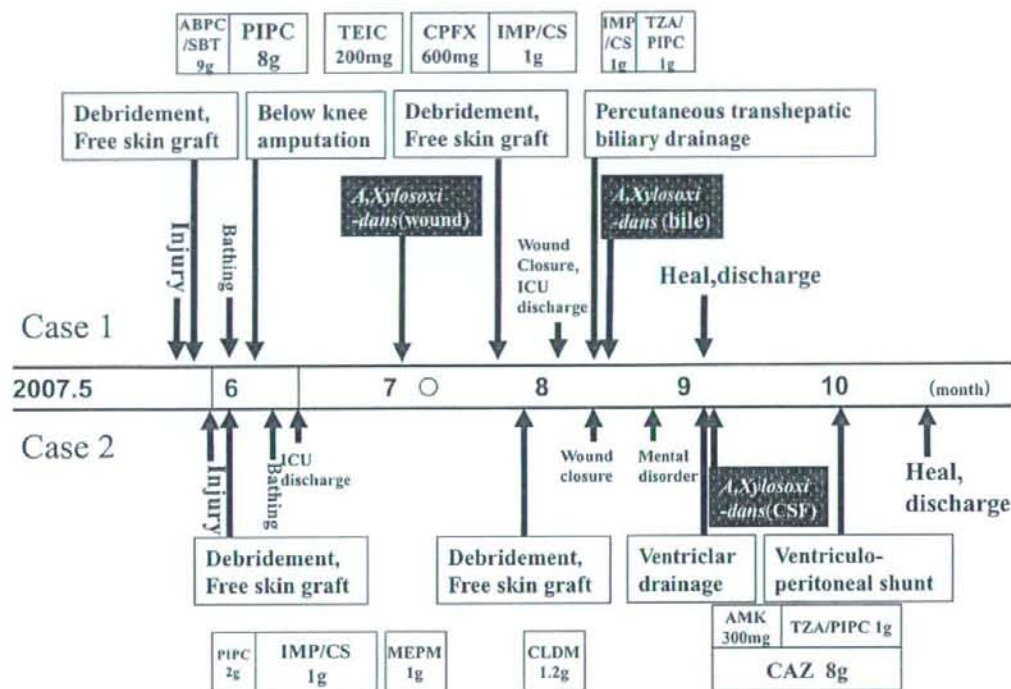 ABPC
/SBT
9g
PIPC
8g
TEIC
200mg
CPFX
600mg
IMP/CS
1g
IMP
/CS
1g
TZA/
PIPC
1g
Debridement,
Free skin graft
Below knee
amputation
Debridement,
Free skin graft
Percutaneous transhepatic
biliary drainage
A,Xylosoxi
-dans(wound)
A,Xylosoxi
-dans (bile)
Injury
Bathing
Wound
Closure,
ICU
discharge
Heal,discharge
Case 1
2007.5 6 7 8 9 10 (month)
Case 2
Injury
Bathing
ICU
discharge
Wound
closure
Mental
disorder
A,Xylosoxi
-dans(CSF)
Heal,
discharge
Debridement,
Free skin graft
Debridement,
Free skin graft
Ventriclar
drainage
Ventriculo-
peritoneal shunt
PIPC
2g
IMP/CS
1g
MEPM
1g
CLDM
1.2g
AMK
300mg
TZA/PIPC 1g
CAZ 8g